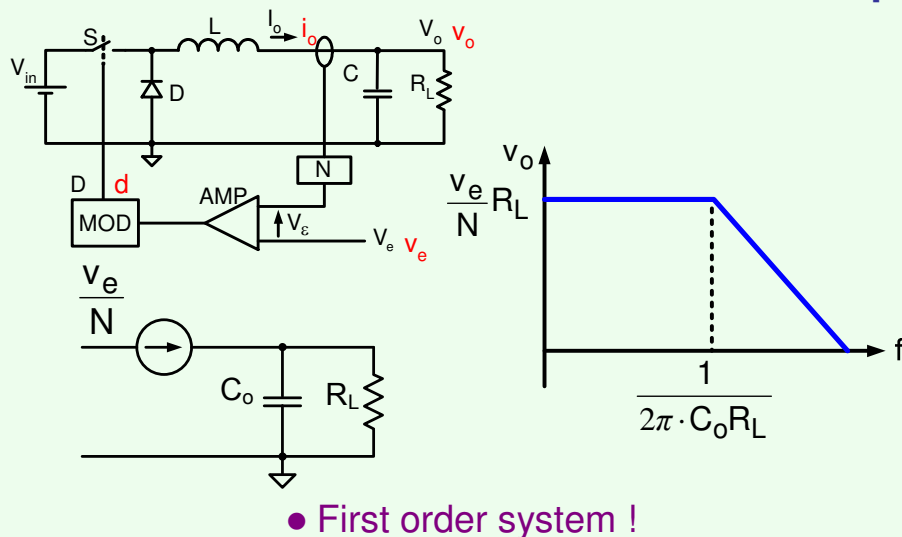 L
I_o i_o
V_o v_o
S
V_in
D
C
R_L
N
D d
AMP
MOD
V_ε
V_e v_e
v_e
N
C_o
R_L
v_o
v_e
N R_L
f
1
2π · C_oR_L
● First order system !